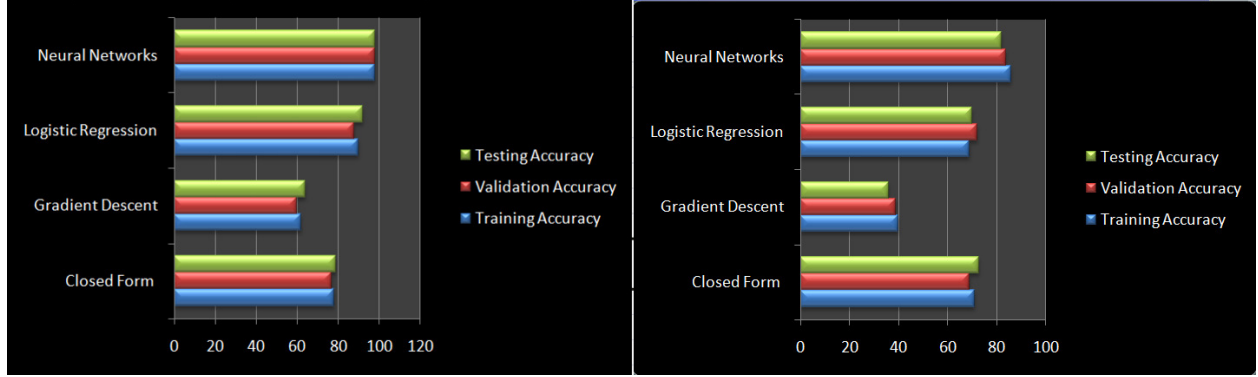 Neural Networks
Logistic Regression
Gradient Descent
Closed Form
0 20 40 60 80 100 120
Testing Accuracy
Validation Accuracy
Training Accuracy
Neural Networks
Logistic Regression
Gradient Descent
Closed Form
0 20 40 60 80 100
Testing Accuracy
Validation Accuracy
Training Accuracy